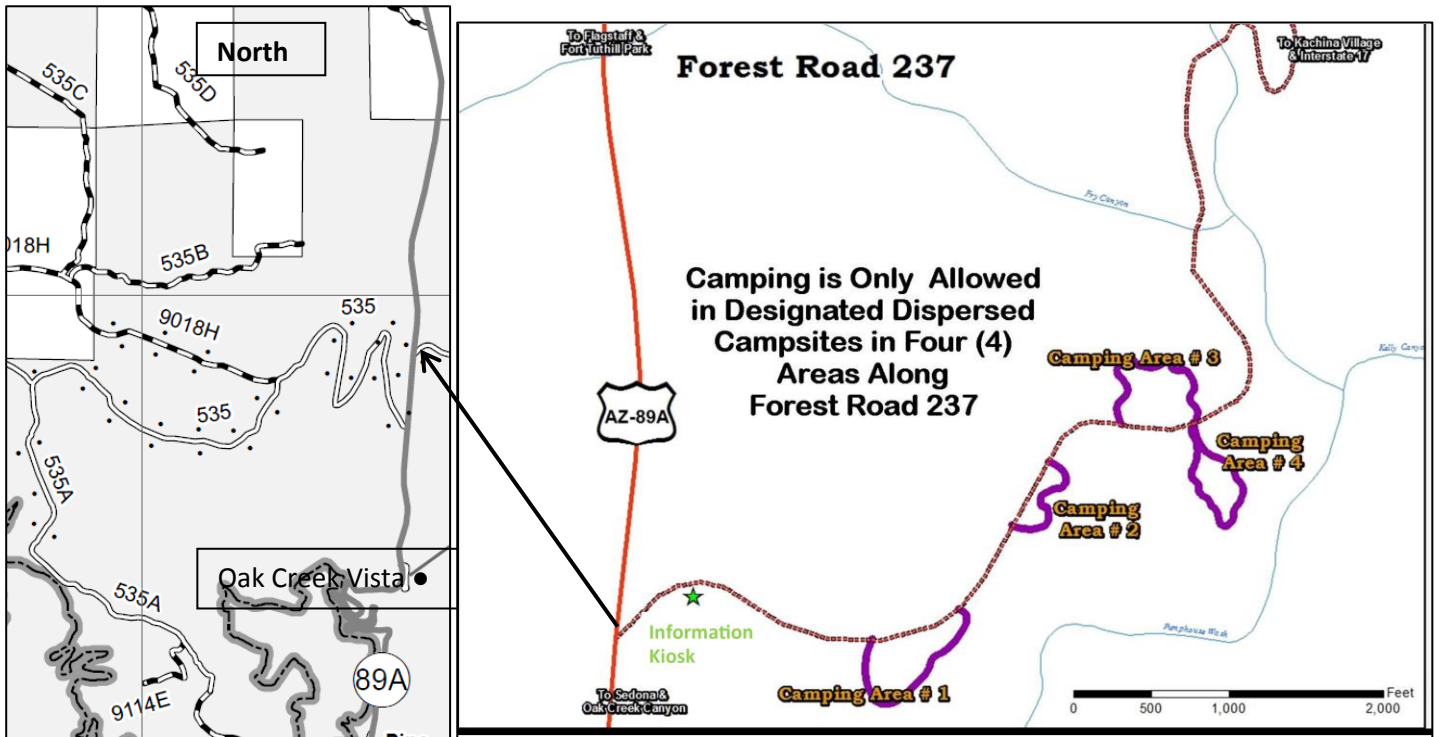 North
535C
535D
018H
535B
535
9018H
535
535A
Oak Creek Vista
535A
89A
9114E
To Flagstaff &
Fort Tuthill Park
Forest Road 237
To Kachina Village
& Interstate 17
Fry Canyon
Camping is Only Allowed
in Designated Dispersed
Campsites in Four (4)
Areas Along
Forest Road 237
AZ-89A
Kelly Canyo
Camping Area # 3
Camping
Area # 4
Camping
Area # 2
Information
Kiosk
Pumphouse Wash
Camping Area # 1
To Sedona &
Oak Creek Canyon
Feet
0 500 1,000 2,000